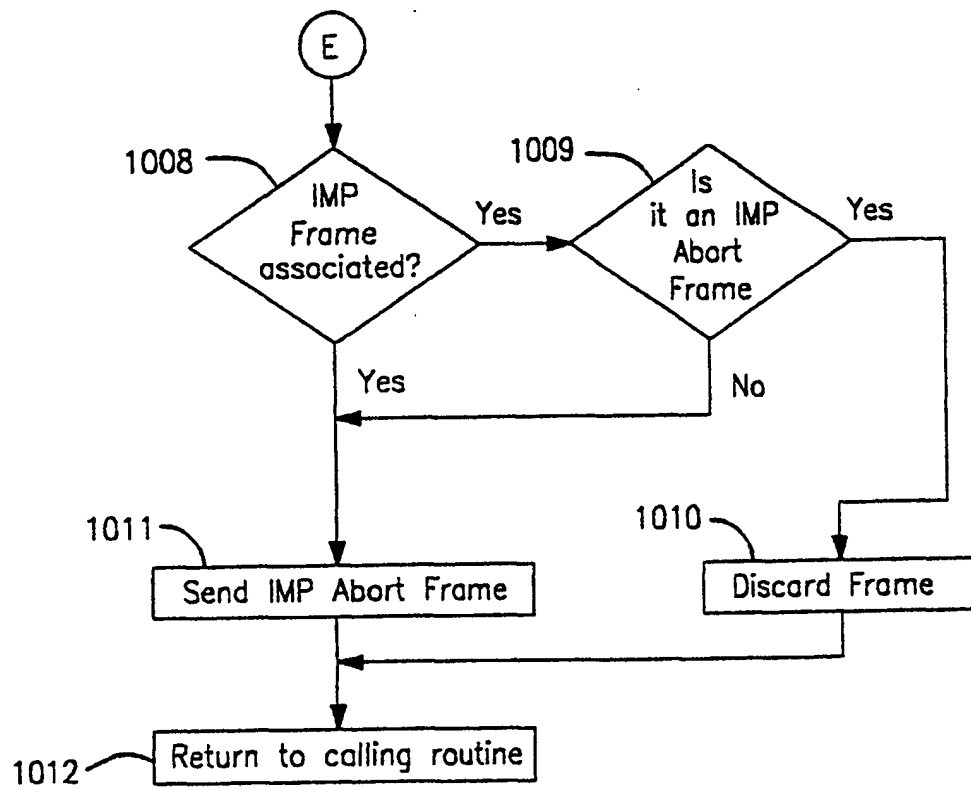 E
1008
IMP
Frame
associated?
Yes
Yes
1009
Is
it an IMP
Abort
Frame
Yes
No
1011
Send IMP Abort Frame
1010
Discard Frame
1012
Return to calling routine